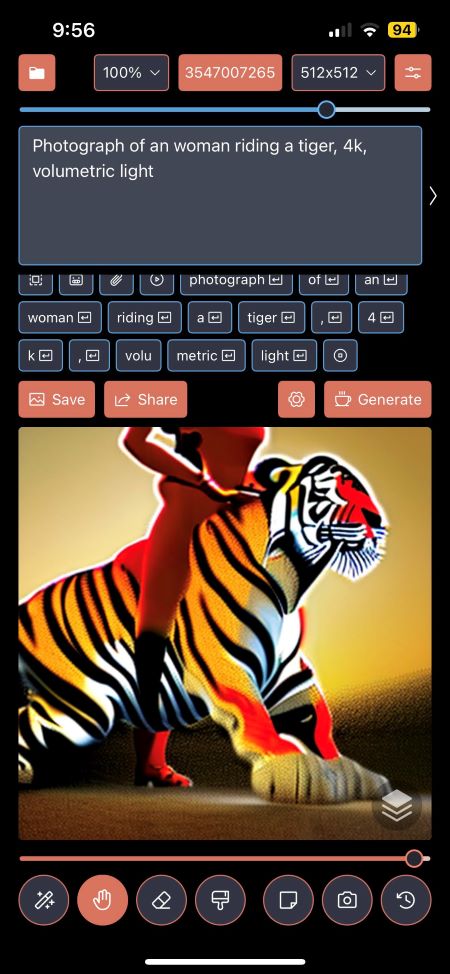 9:56
94
100%
3547007265
512x512
Photograph of an woman riding a tiger, 4k,
volumetric light
photograph of an
woman riding a tiger , 4
k , volu metric light
Save Share Generate